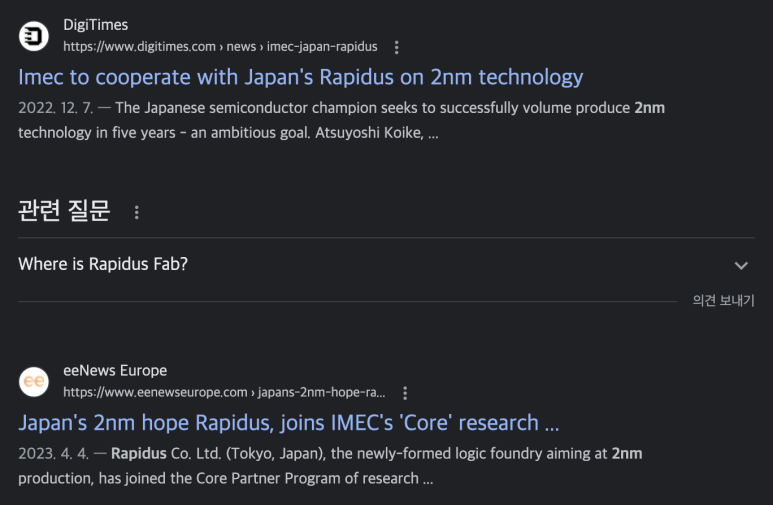 DigiTimes
https://www.digitimes.com › news › imec-japan-rapidus
Imec to cooperate with Japan's Rapidus on 2nm technology
2022. 12. 7. — The Japanese semiconductor champion seeks to successfully volume produce 2nm
technology in five years - an ambitious goal. Atsuyoshi Koike, ...
관련 질문
Where is Rapidus Fab?
의견 보내기
ee
eeNews Europe
https://www.eenewseurope.com › japans-2nm-hope-ra...
Japan's 2nm hope Rapidus, joins IMEC's 'Core' research ...
2023. 4. 4. — Rapidus Co. Ltd. (Tokyo, Japan), the newly-formed logic foundry aiming at 2nm
production, has joined the Core Partner Program of research ...